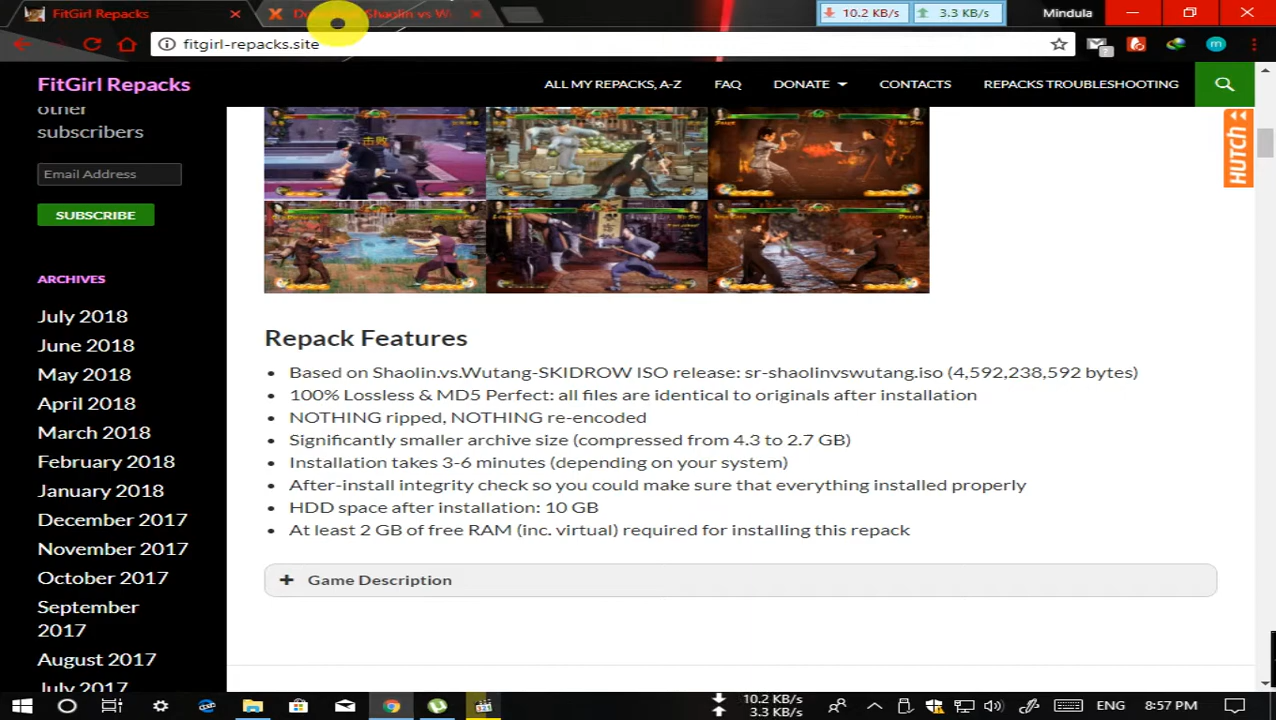 FitGirl Repacks
Shaolin vs W
10.2 KB/s
3.3 KB/s
Mindula
fitgirl-repacks.site
FitGirl Repacks
ALL MY REPACKS, A-Z
FAQ
DONATE
CONTACTS
REPACKS TROUBLESHOOTING
other
subscribers
Email Address
SUBSCRIBE
ARCHIVES
July 2018
June 2018
May 2018
April 2018
March 2018
February 2018
January 2018
December 2017
November 2017
October 2017
September
2017
August 2017
July 2017
击败
HUTCH
Repack Features
Based on Shaolin.vs.Wutang-SKIDROW ISO release: sr-shaolinvswutang.iso (4,592,238,592 bytes)
100% Lossless & MD5 Perfect: all files are identical to originals after installation
NOTHING ripped, NOTHING re-encoded
Significantly smaller archive size (compressed from 4.3 to 2.7 GB)
Installation takes 3-6 minutes (depending on your system)
After-install integrity check so you could make sure that everything installed properly
HDD space after installation: 10 GB
At least 2 GB of free RAM (inc. virtual) required for installing this repack
Game Description
10.2 KB/s
3.3 KB/s
ENG
8:57 PM